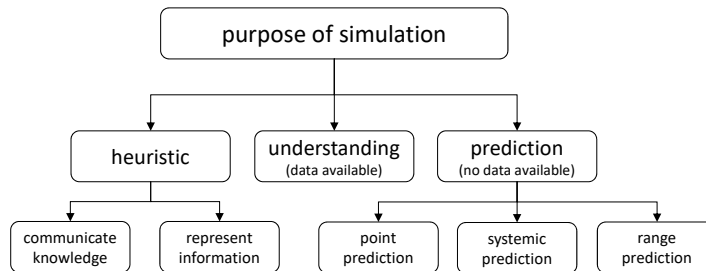 purpose of simulation
heuristic
understanding
(data available)
prediction
(no data available)
communicate
knowledge
represent
information
point
prediction
systemic prediction
range
prediction